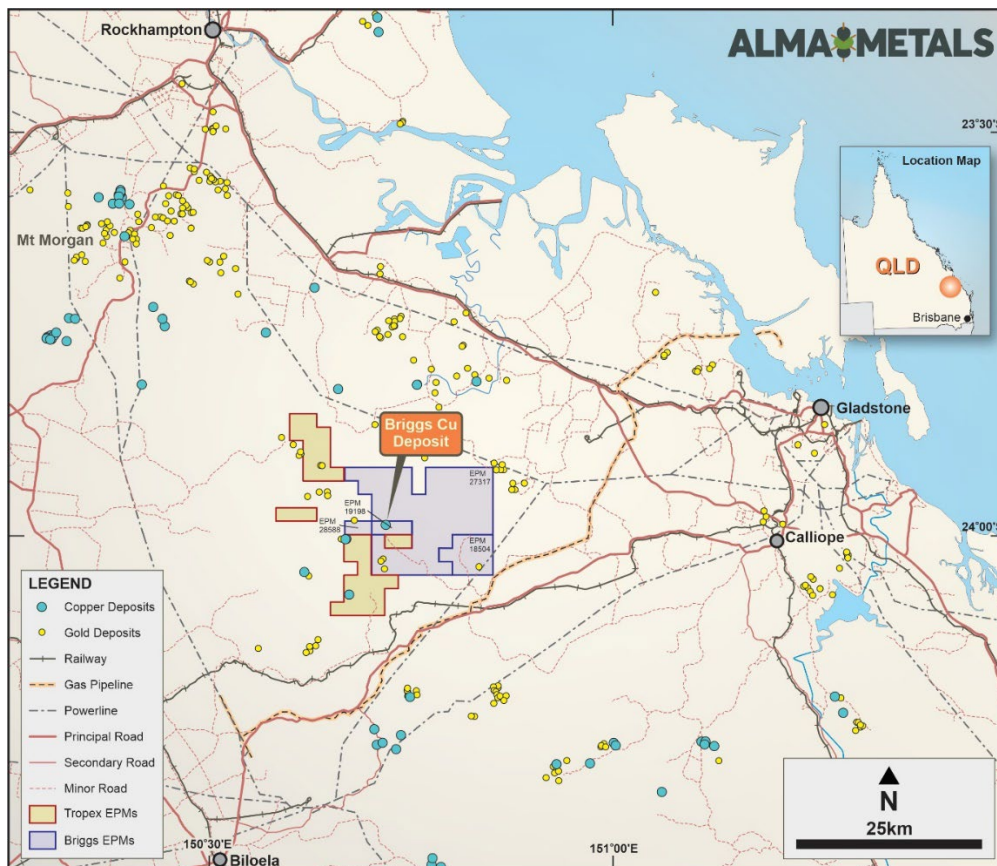 Rockhampton
ALMA METALS
23°30'S
Location Map
QLD
Brisbane
Mt Morgan
Gladstone
Briggs Cu
Deposit
EPM
27317
EPM
19198
EPM
28588
EPM
18504
24°00'S
Calliope
LEGEND
Copper Deposits
Gold Deposits
Railway
Gas Pipeline
Powerline
Principal Road
Secondary Road
Minor Road
Tropex EPMs
Briggs EPMs
N
25km
150°30'E
151°00'E
Biloela